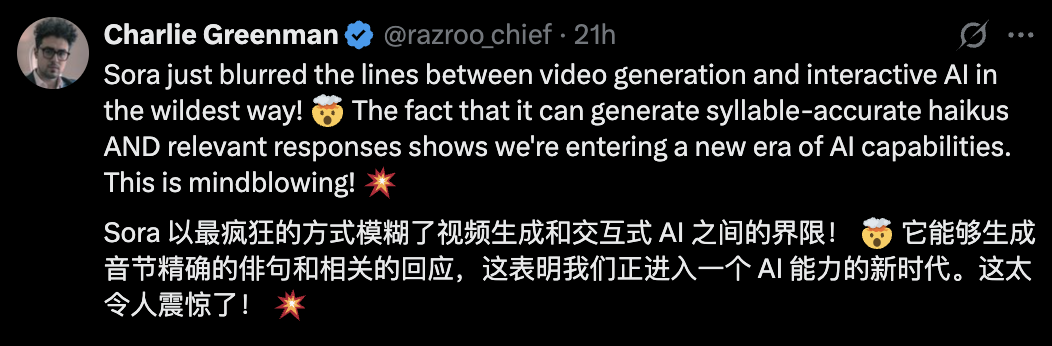 Charlie Greenman @razroo_chief · 21h
Sora just blurred the lines between video generation and interactive AI in
the wildest way! 🤯 The fact that it can generate syllable-accurate haikus
AND relevant responses shows we're entering a new era of AI capabilities.
This is mindblowing! 💥
Sora 以最疯狂的方式模糊了视频生成和交互式 AI 之间的界限！ 🤯 它能够生成
音节精确的俳句和相关的回应，这表明我们正进入一个 AI 能力的新时代。这太
令人震惊了！ 💥